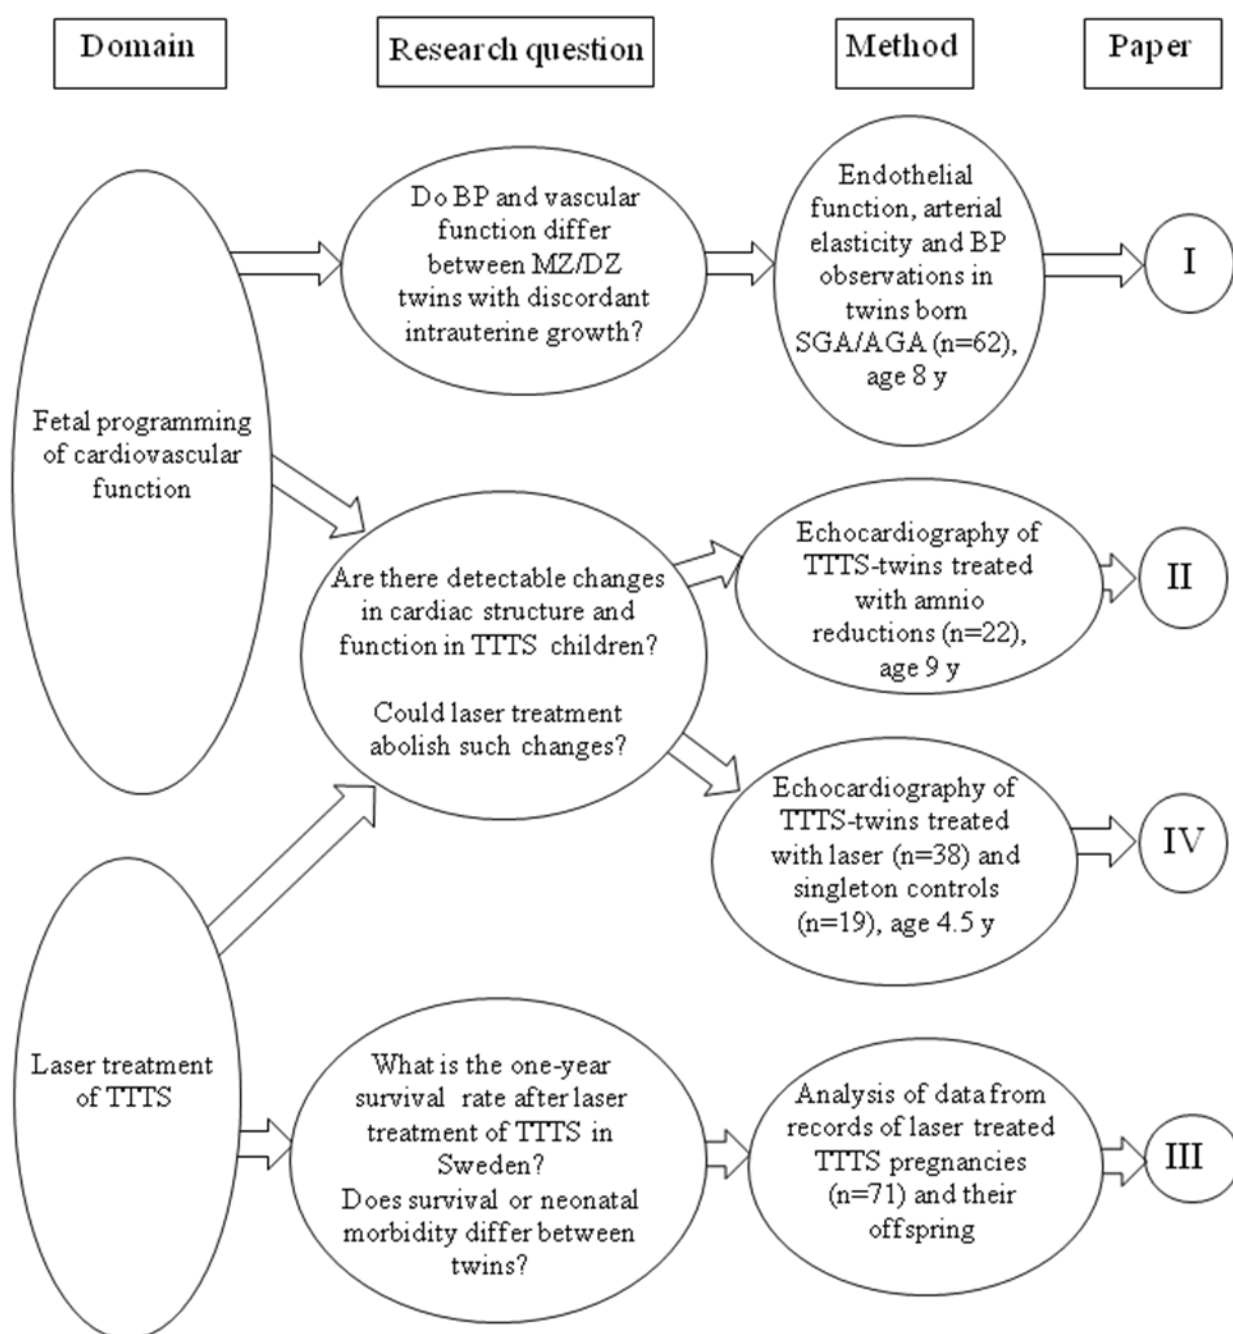 Domain
Research question
Method
Paper
Fetal programming
of cardiovascular
function
Do BP and vascular
function differ
between MZ/DZ
twins with discordant
intrauterine growth?
Endothelial
function, arterial
elasticity and BP
observations in
twins born
SGA/AGA (n=62),
age 8 y
I
Are there detectable changes
in cardiac structure and
function in TTTS children?
Could laser treatment
abolish such changes?
Echocardiography of
TTTS-twins treated
with amnio
reductions (n=22),
age 9 y
II
Echocardiography of
TTTS-twins treated
with laser (n=38) and
singleton controls
(n=19), age 4.5 y
IV
Laser treatment
of TTTS
What is the one-year
survival rate after laser
treatment of TTTS in
Sweden?
Does survival or neonatal
morbidity differ between
twins?
Analysis of data from
records of laser treated
TTTS pregnancies
(n=71) and their
offspring
III